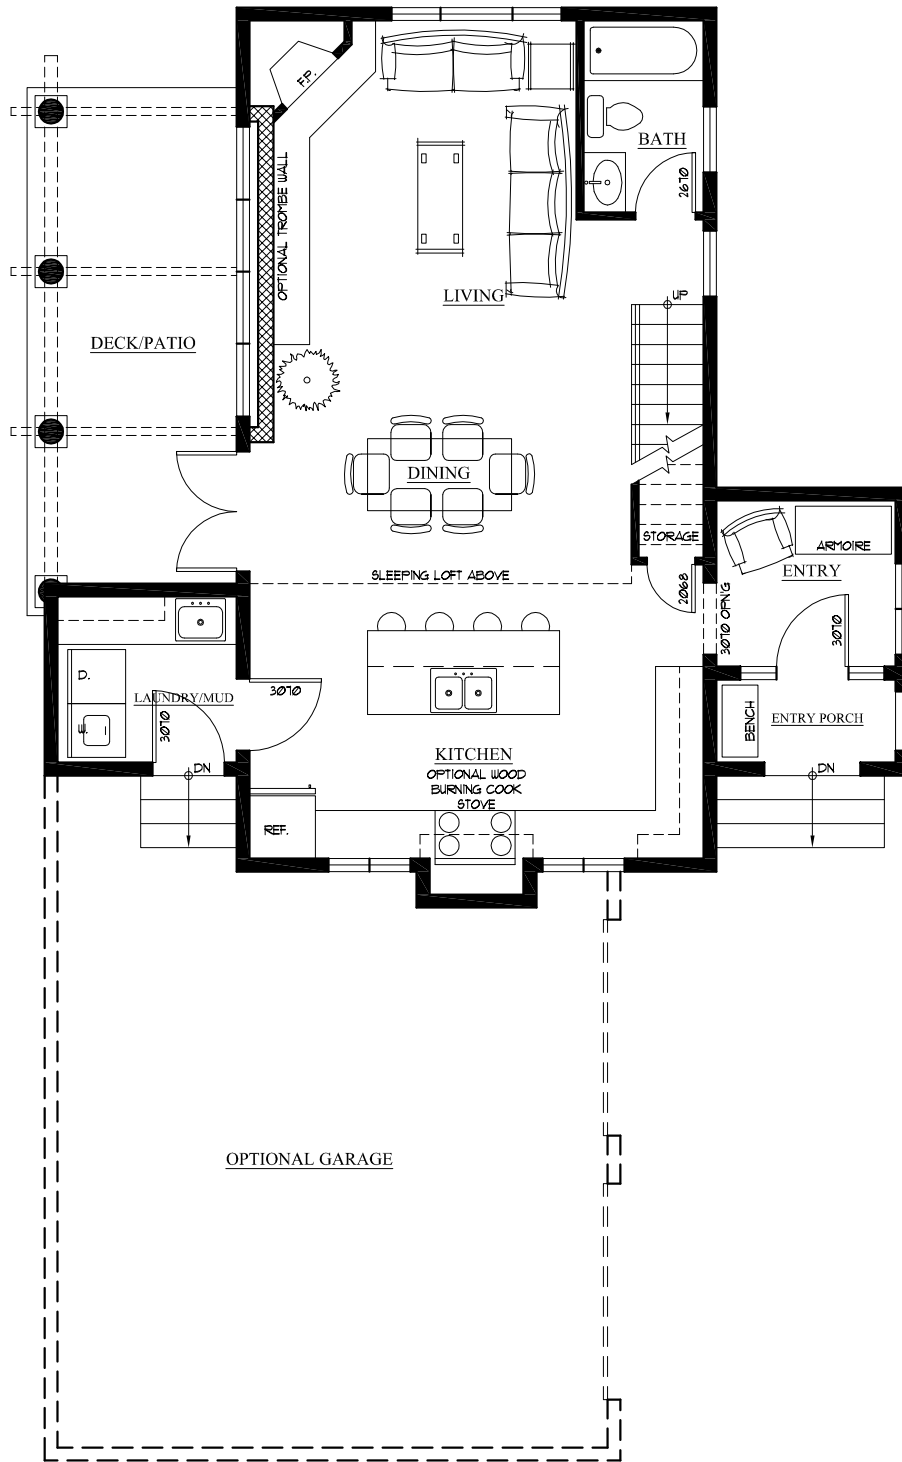 F.P.
BATH
2670
OPTIONAL TROMBE WALL
LIVING
UP
DECK/PATIO
DINING
STORAGE
ARMOIRE
ENTRY
SLEEPING LOFT ABOVE
2068
3070 OPN'G
3070
D.
LAUNDRY/MUD
3070
W.
3070
BENCH
ENTRY PORCH
KITCHEN
OPTIONAL WOOD
BURNING COOK
STOVE
DN
DN
REF.
OPTIONAL GARAGE